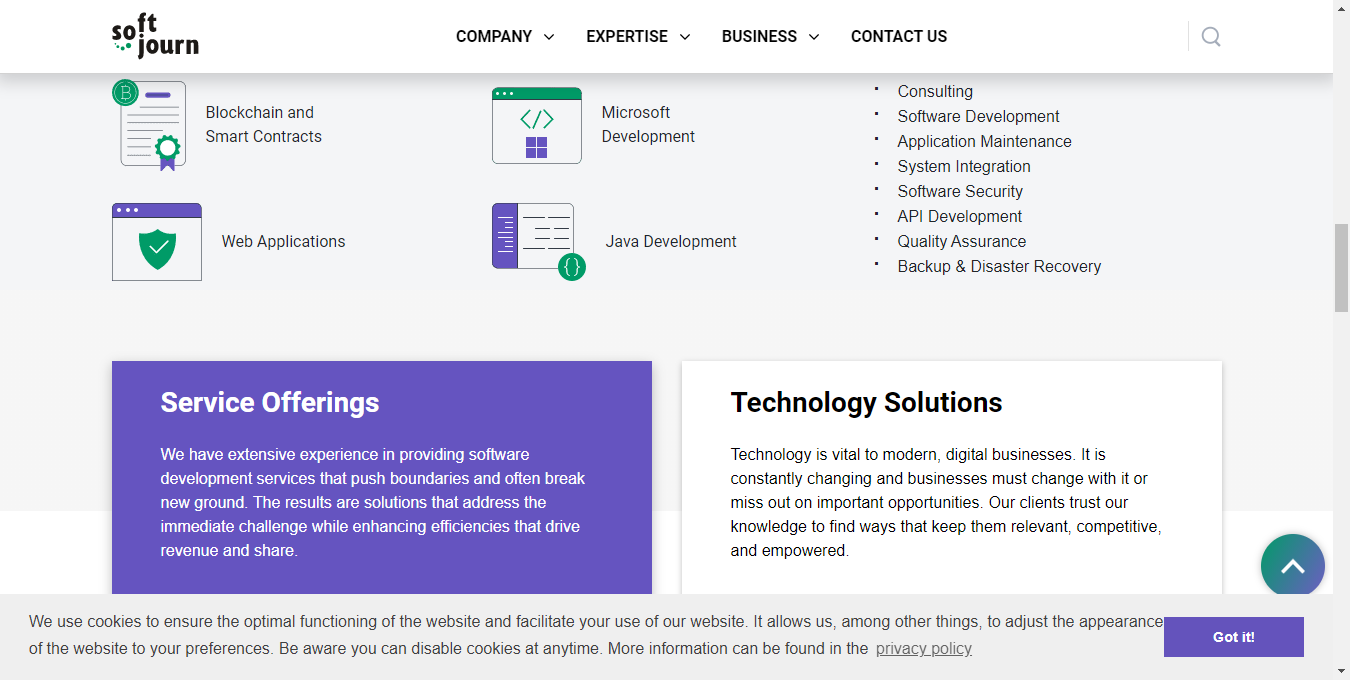 soft
journ
COMPANY
EXPERTISE
BUSINESS
CONTACT US
Blockchain and
Smart Contracts
Microsoft
Development
Web Applications
Java Development
Consulting
Software Development
Application Maintenance
System Integration
Software Security
API Development
Quality Assurance
Backup & Disaster Recovery
Service Offerings
We have extensive experience in providing software
development services that push boundaries and often break
new ground. The results are solutions that address the
immediate challenge while enhancing efficiencies that drive
revenue and share.
Technology Solutions
Technology is vital to modern, digital businesses. It is
constantly changing and businesses must change with it or
miss out on important opportunities. Our clients trust our
knowledge to find ways that keep them relevant, competitive,
and empowered.
We use cookies to ensure the optimal functioning of the website and facilitate your use of our website. It allows us, among other things, to adjust the appearance
of the website to your preferences. Be aware you can disable cookies at anytime. More information can be found in the privacy policy
Got it!